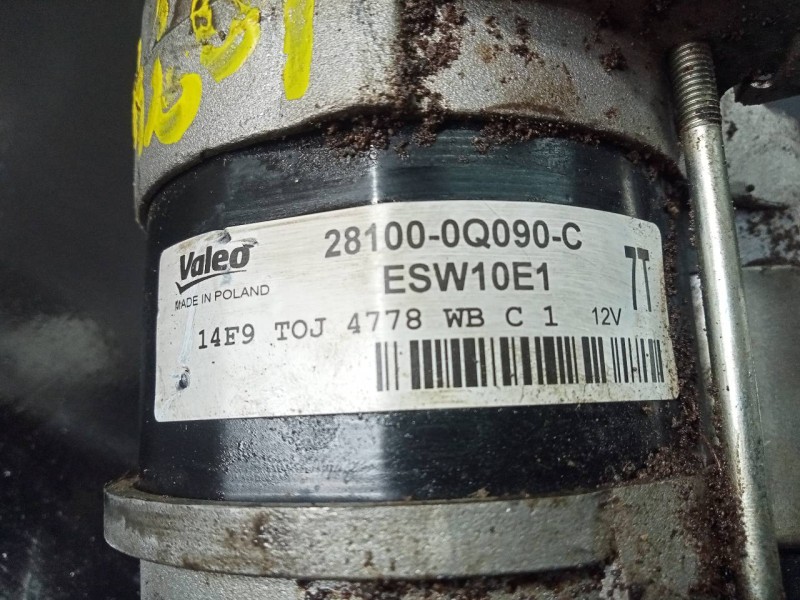 Valeo
MADE IN POLAND
28100-0Q090-C
ESW10E1
7T
14F9 TOJ 4778 WB C 1 12V